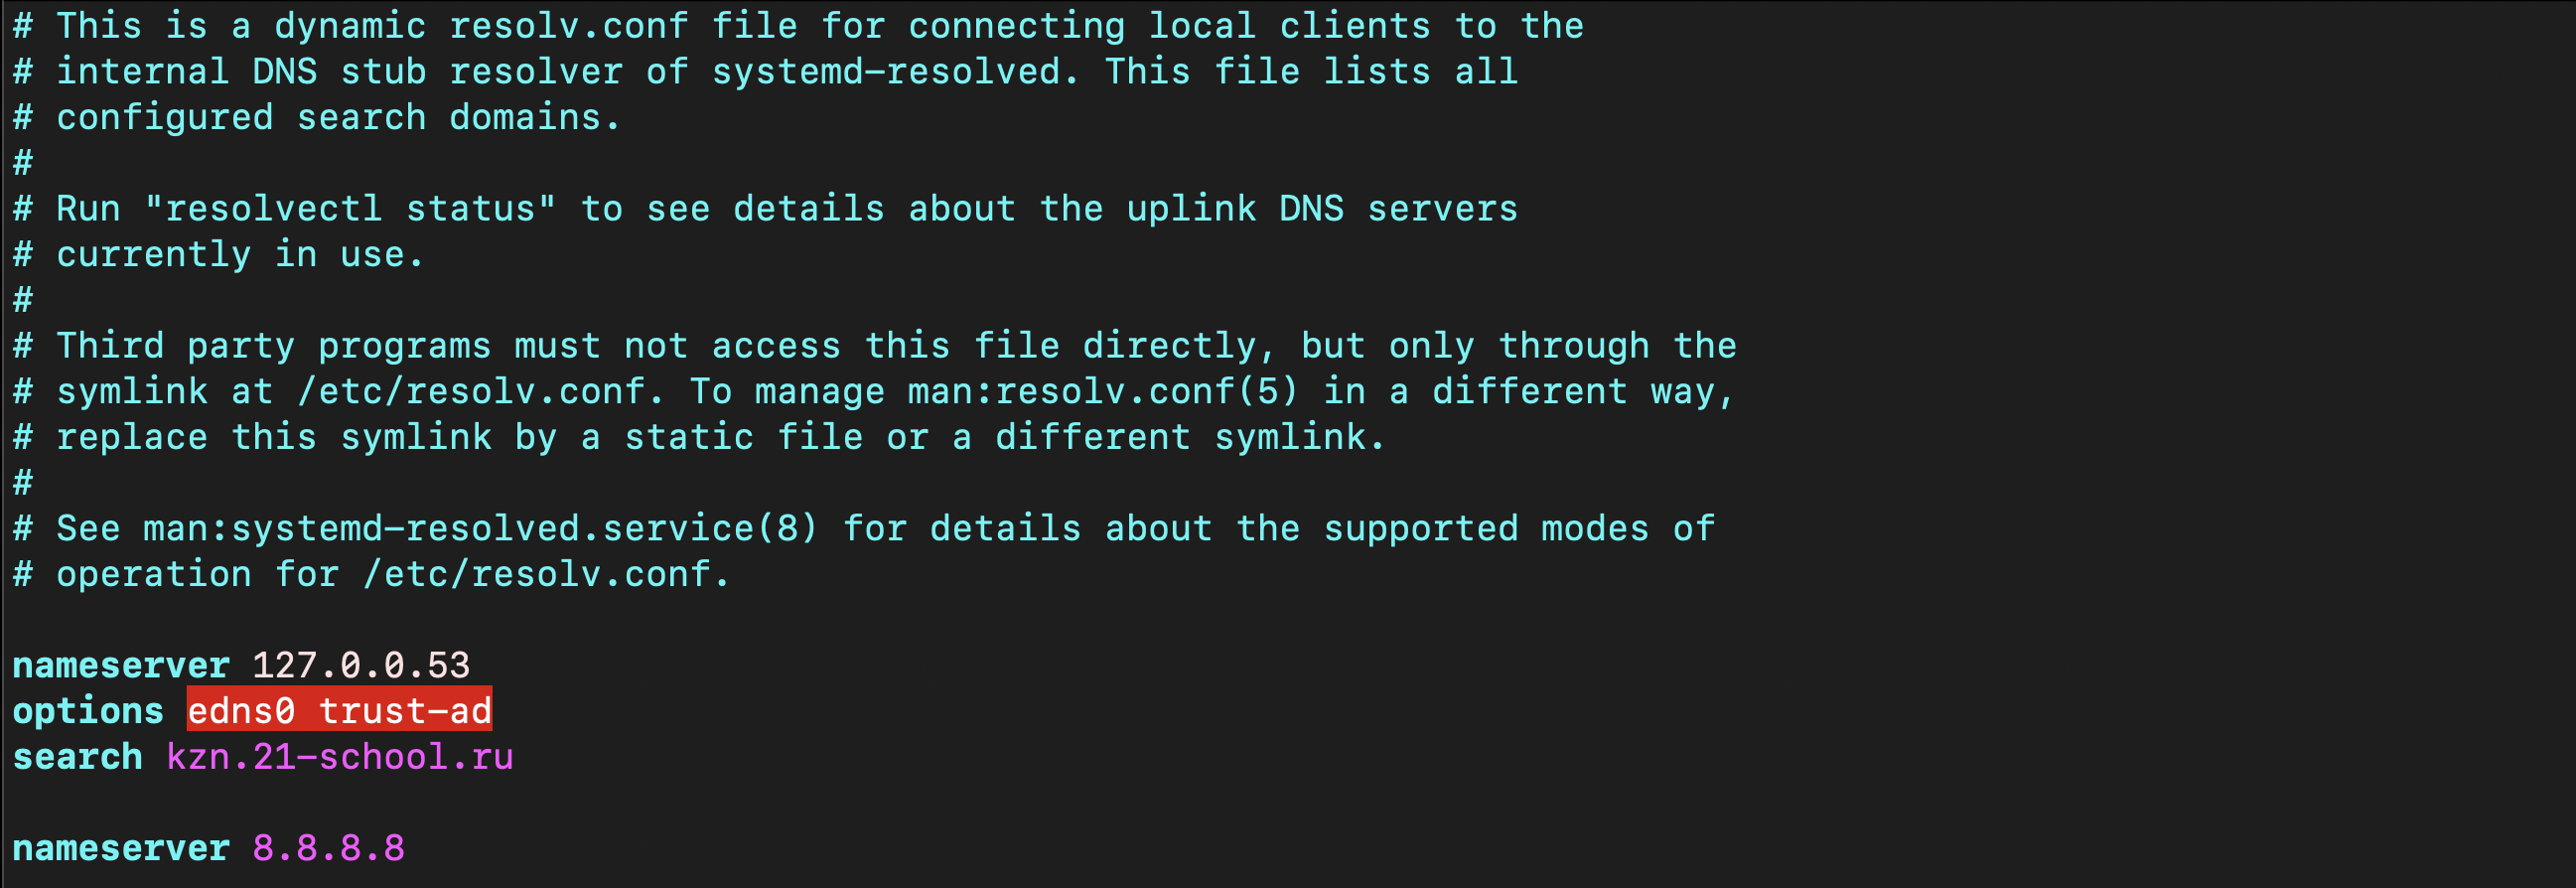 # This is a dynamic resolv.conf file for connecting local clients to the
# internal DNS stub resolver of systemd-resolved. This file lists all
# configured search domains.
#
# Run "resolvectl status" to see details about the uplink DNS servers
# currently in use.
#
# Third party programs must not access this file directly, but only through the
# symlink at /etc/resolv.conf. To manage man:resolv.conf(5) in a different way,
# replace this symlink by a static file or a different symlink.
#
# See man:systemd-resolved.service(8) for details about the supported modes of
# operation for /etc/resolv.conf.

nameserver 127.0.0.53
options edns0 trust-ad
search kzn.21-school.ru

nameserver 8.8.8.8